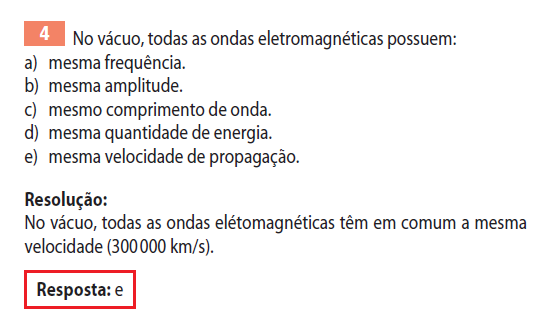 4 No vácuo, todas as ondas eletromagnéticas possuem:
a) mesma frequência.
b) mesma amplitude.
c) mesmo comprimento de onda.
d) mesma quantidade de energia.
e) mesma velocidade de propagação.
Resolução:
No vácuo, todas as ondas elétomagnéticas têm em comum a mesma
velocidade (300 000 km/s).
Resposta: e